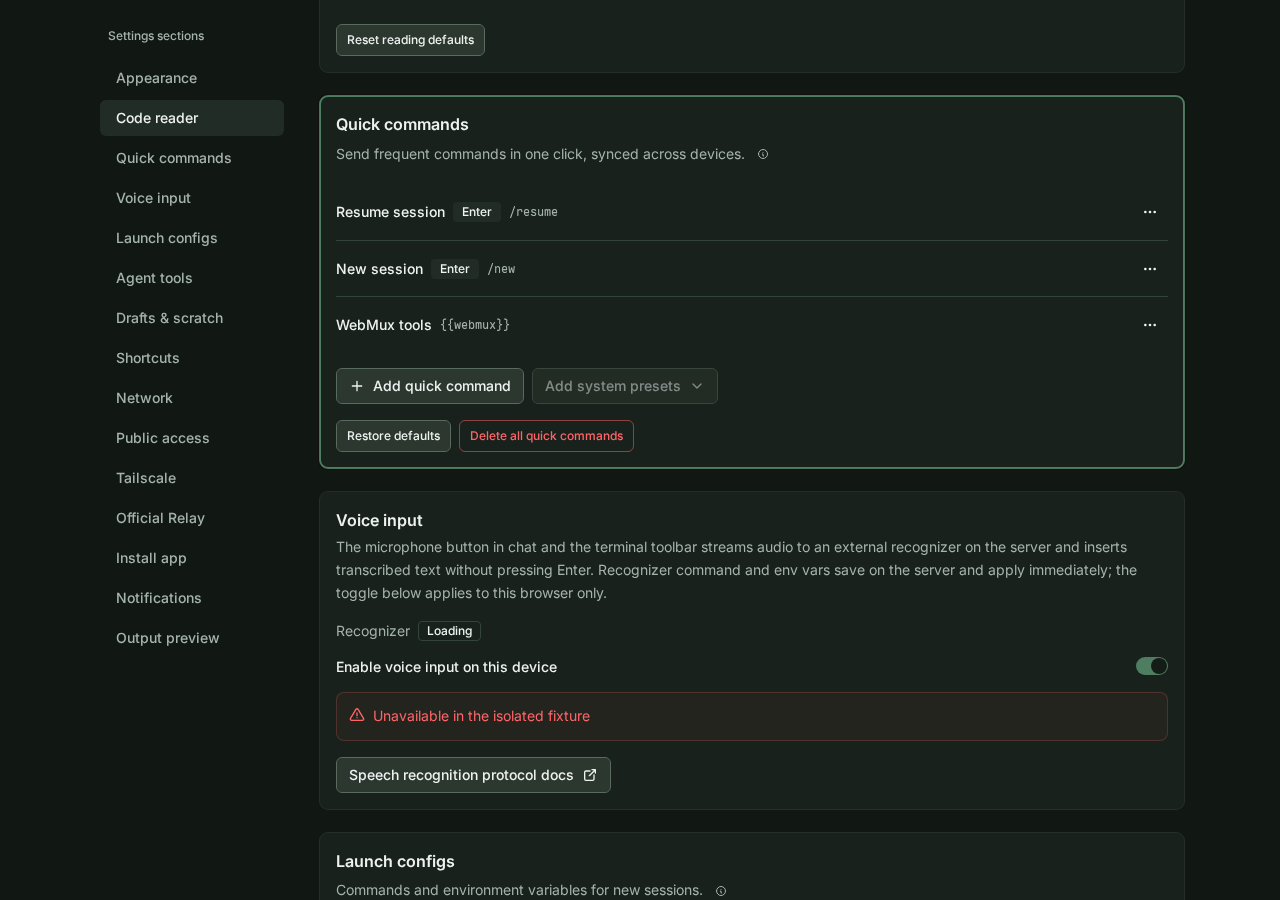 Settings sections
Appearance
Code reader
Quick commands
Voice input
Launch configs
Agent tools
Drafts & scratch
Shortcuts
Network
Public access
Tailscale
Official Relay
Install app
Notifications
Output preview
Reset reading defaults
Quick commands
Send frequent commands in one click, synced across devices.
Resume session Enter /resume
New session Enter /new
WebMux tools {{webmux}}
Add quick command Add system presets
Restore defaults Delete all quick commands
Voice input
The microphone button in chat and the terminal toolbar streams audio to an external recognizer on the server and inserts
transcribed text without pressing Enter. Recognizer command and env vars save on the server and apply immediately; the
toggle below applies to this browser only.
Recognizer Loading
Enable voice input on this device
Unavailable in the isolated fixture
Speech recognition protocol docs
Launch configs
Commands and environment variables for new sessions.